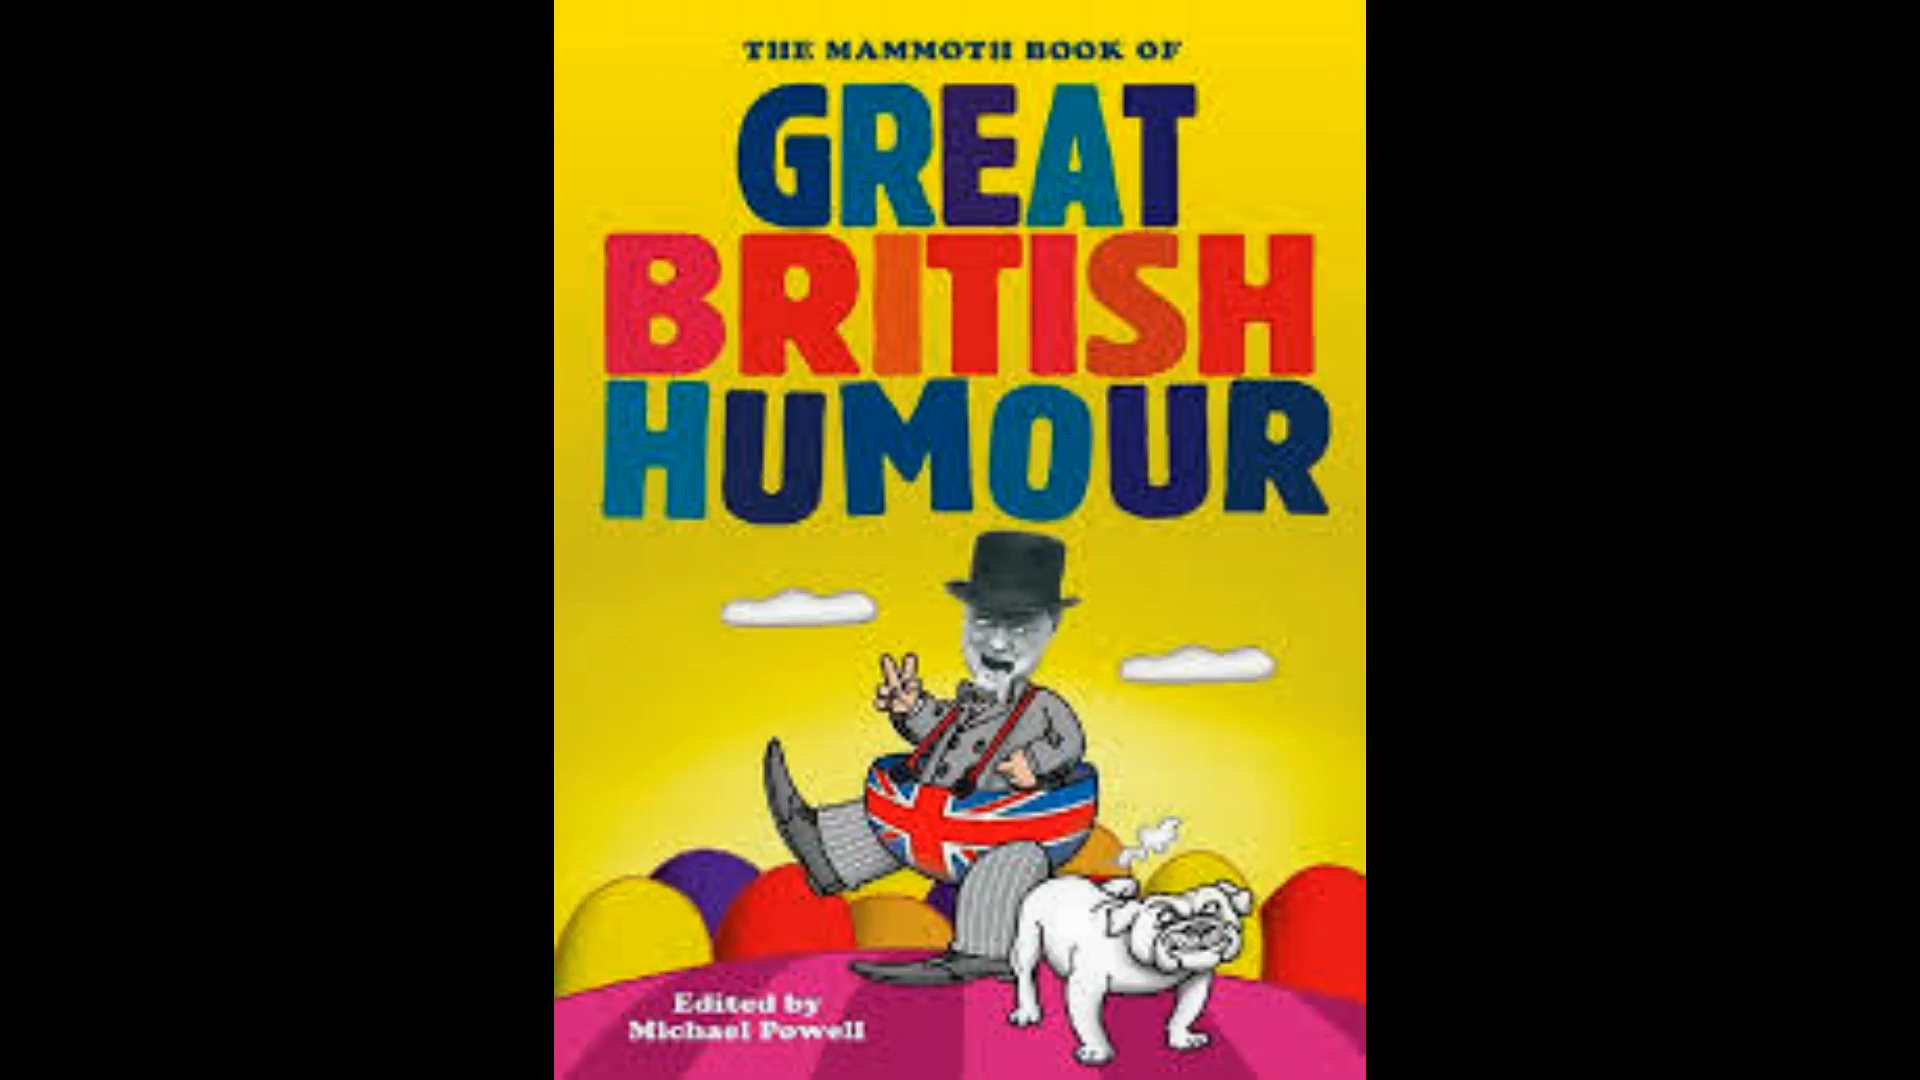 THE MAMMOTH BOOK OF
GREAT
BRITISH
HUMOUR
Edited by
Michael Powell